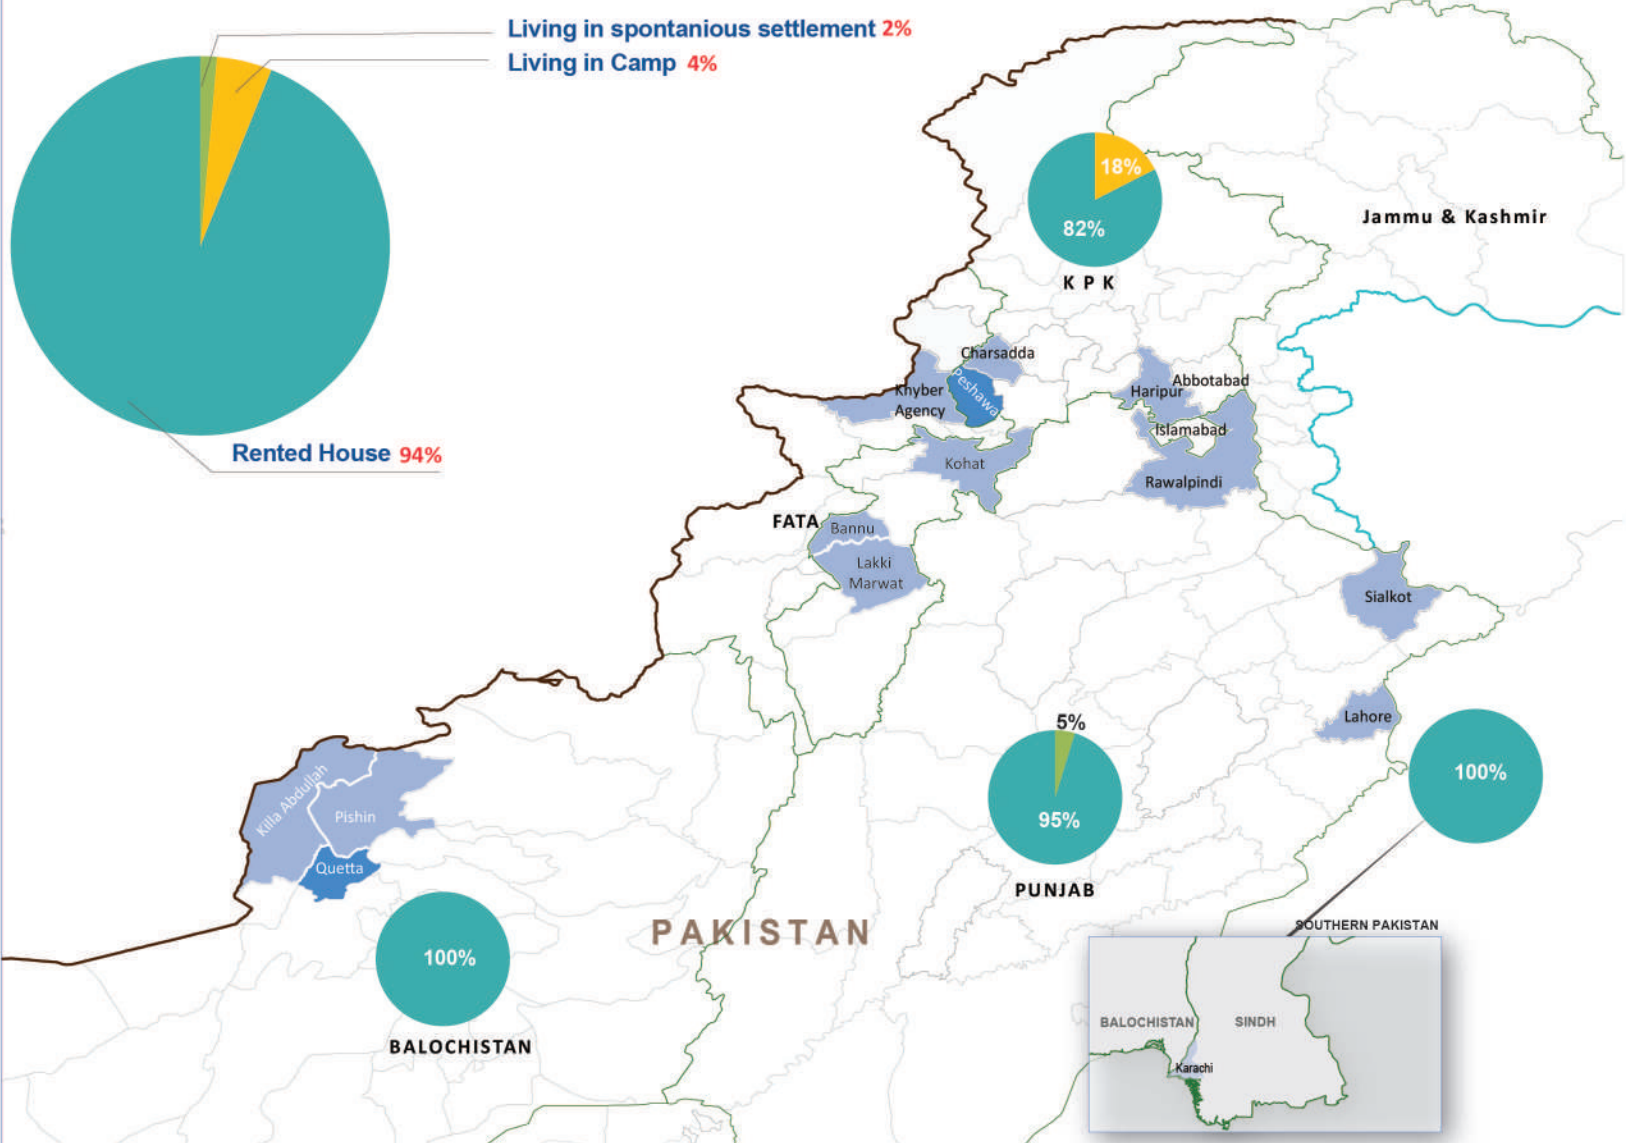 Living in spontanious settlement 2%
Living in Camp 4%
Rented House 94%
18%
82%
K P K
Jammu & Kashmir
Charsadda
Peshawa
Khyber
Agency
Abbotabad
Haripur
Islamabad
Kohat
Rawalpindi
FATA
Bannu
Lakki
Marwat
Sialkot
Lahore
5%
95%
PUNJAB
100%
Killa Abdullah
Pishin
Quetta
100%
BALOCHISTAN
PAKISTAN
SOUTHERN PAKISTAN
BALOCHISTAN
SINDH
Karachi